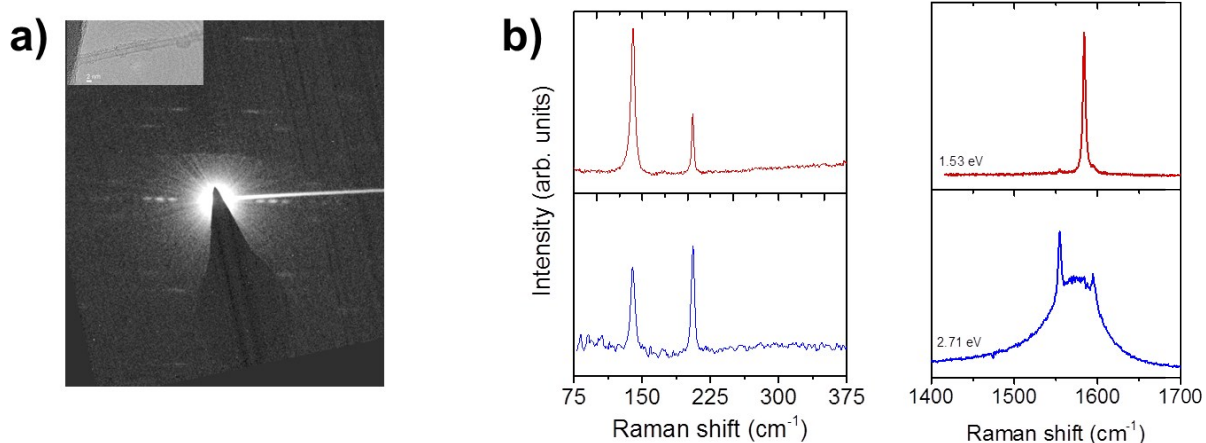 a)
2 nm
b)
Intensity (arb. units)
1.53 eV
2.71 eV
75 150 225 300 375
Raman shift (cm⁻¹)
1400 1500 1600 1700
Raman shift (cm⁻¹)